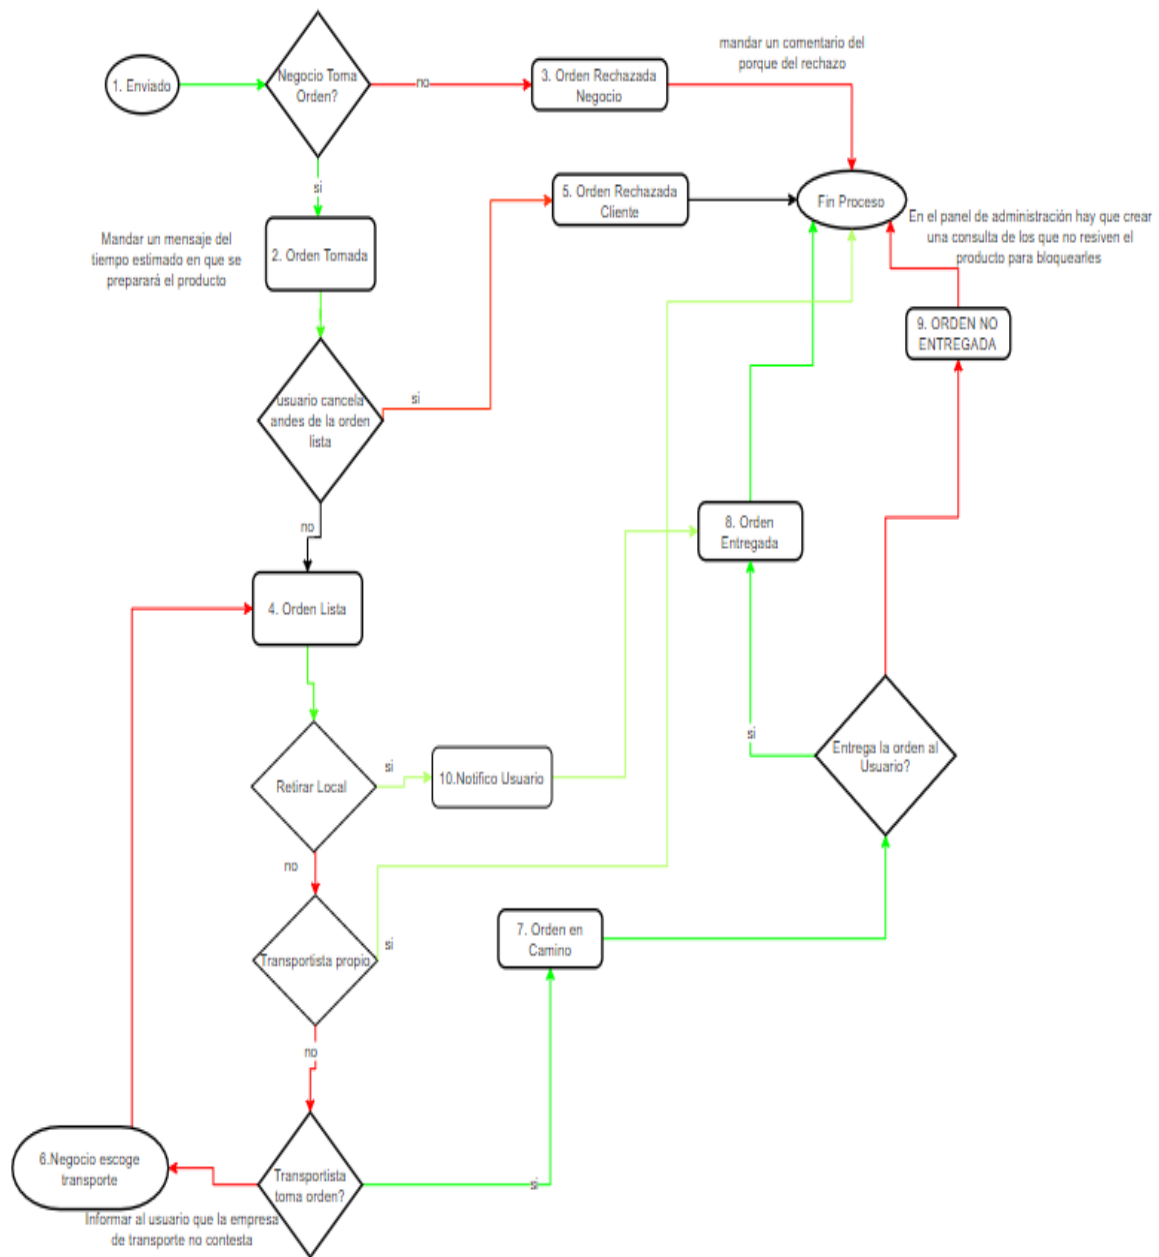 mandar un comentario del
porque del rechazo
1. Enviado
Negocio Toma
Orden?
no
3. Orden Rechazada
Negocio
si
5. Orden Rechazada
Cliente
Fin Proceso
En el panel de administración hay que crear
una consulta de los que no resiven el
producto para bloquearles
Mandar un mensaje del
tiempo estimado en que se
preparará el producto
2. Orden Tomada
9. ORDEN NO
ENTREGADA
usuario cancela
andes de la orden
lista
si
no
8. Orden
Entregada
4. Orden Lista
Retirar Local
si
10.Notifico Usuario
si
Entrega la orden al
Usuario?
no
7. Orden en
Camino
Transportista propio
si
no
6.Negocio escoge
transporte
Transportista
toma orden?
si
Informar al usuario que la empresa
de transporte no contesta